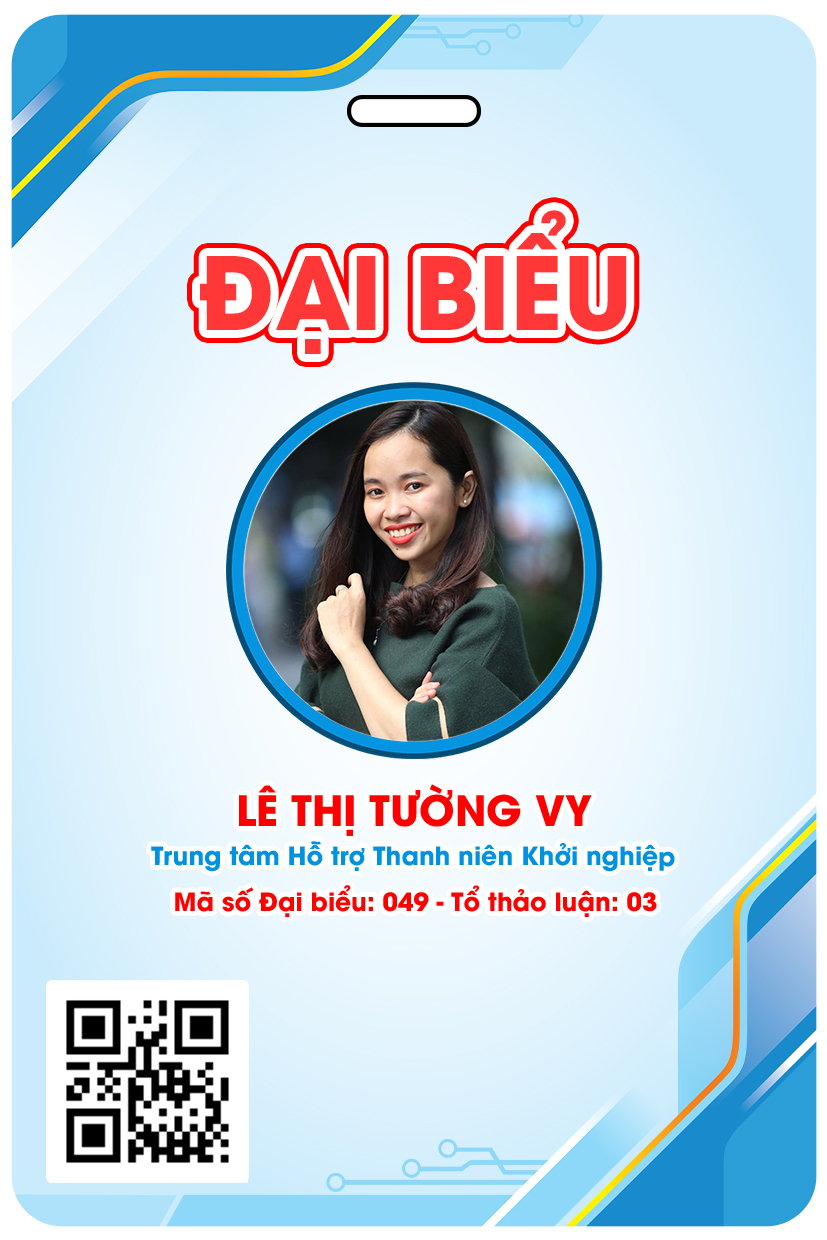 ĐẠI BIỂU
LÊ THỊ TƯỜNG VY
Trung tâm Hỗ trợ Thanh niên Khởi nghiệp
Mã số Đại biểu: 049 - Tổ thảo luận: 03